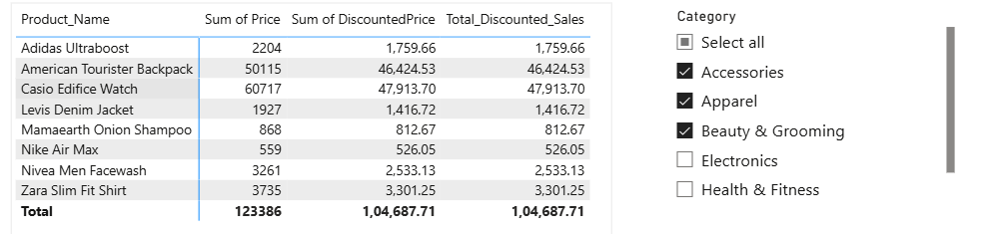 Product_Name Sum of Price Sum of DiscountedPrice Total_Discounted_Sales
Adidas Ultraboost 2204 1,759.66 1,759.66
American Tourister Backpack 50115 46,424.53 46,424.53
Casio Edifice Watch 60717 47,913.70 47,913.70
Levis Denim Jacket 1927 1,416.72 1,416.72
Mamaearth Onion Shampoo 868 812.67 812.67
Nike Air Max 559 526.05 526.05
Nivea Men Facewash 3261 2,533.13 2,533.13
Zara Slim Fit Shirt 3735 3,301.25 3,301.25
Total 123386 1,04,687.71 1,04,687.71
Category
Select all
Accessories
Apparel
Beauty & Grooming
Electronics
Health & Fitness